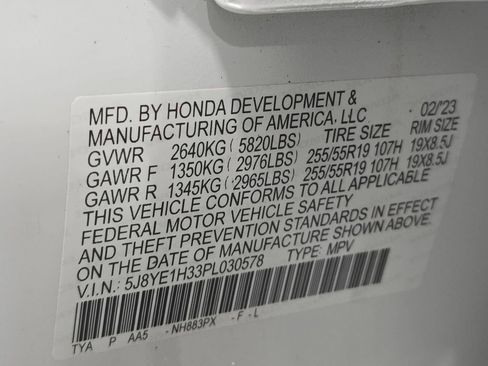 MFD. BY HONDA DEVELOPMENT & 02/'23
MANUFACTURING OF AMERICA, LLC
GVWR 2640KG ( 5820LBS) TIRE SIZE RIM SIZE
GAWR F 1350KG ( 2976LBS) 255/55R19 107H 19X8.5J
GAWR R 1345KG ( 2965LBS) 255/55R19 107H 19X8.5J
THIS VEHICLE CONFORMS TO ALL APPLICABLE
FEDERAL MOTOR VEHICLE SAFETY
AND THEFT PREVENTION STANDARDS IN EFFECT
ON THE DATE OF MANUFACTURE SHOWN ABOVE.
V.I.N.: 5J8YE1H33PL030578 TYPE: MPV
TYA P AA5 -NH883PX -F-L